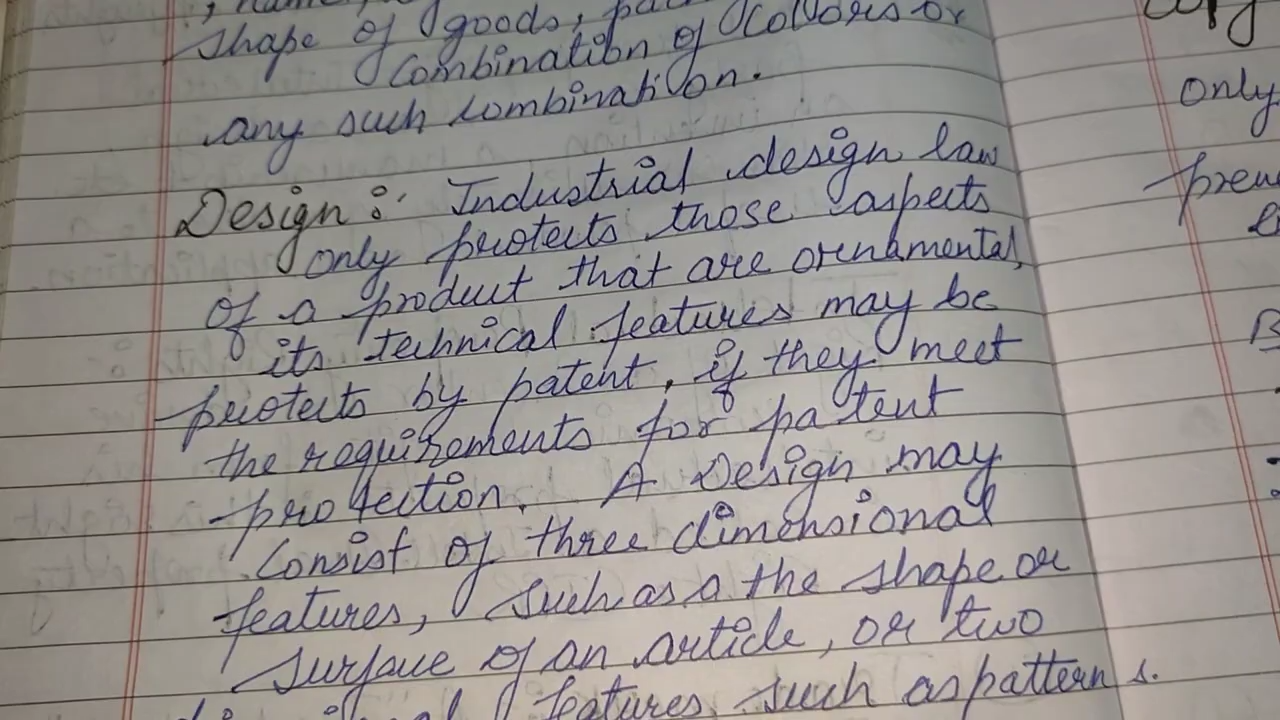 shape of goods,
Combination of Colours or
any such combination.
Design :- Industrial design law
only protects those aspects
of a product that are orenamental,
its technical features may be
protects by patent, if they meet
the requirements for patent
protection. A Design may
Consist of three dimensional
features, such as a the shape or
surface of an article, or two
features, such as patterns.
only